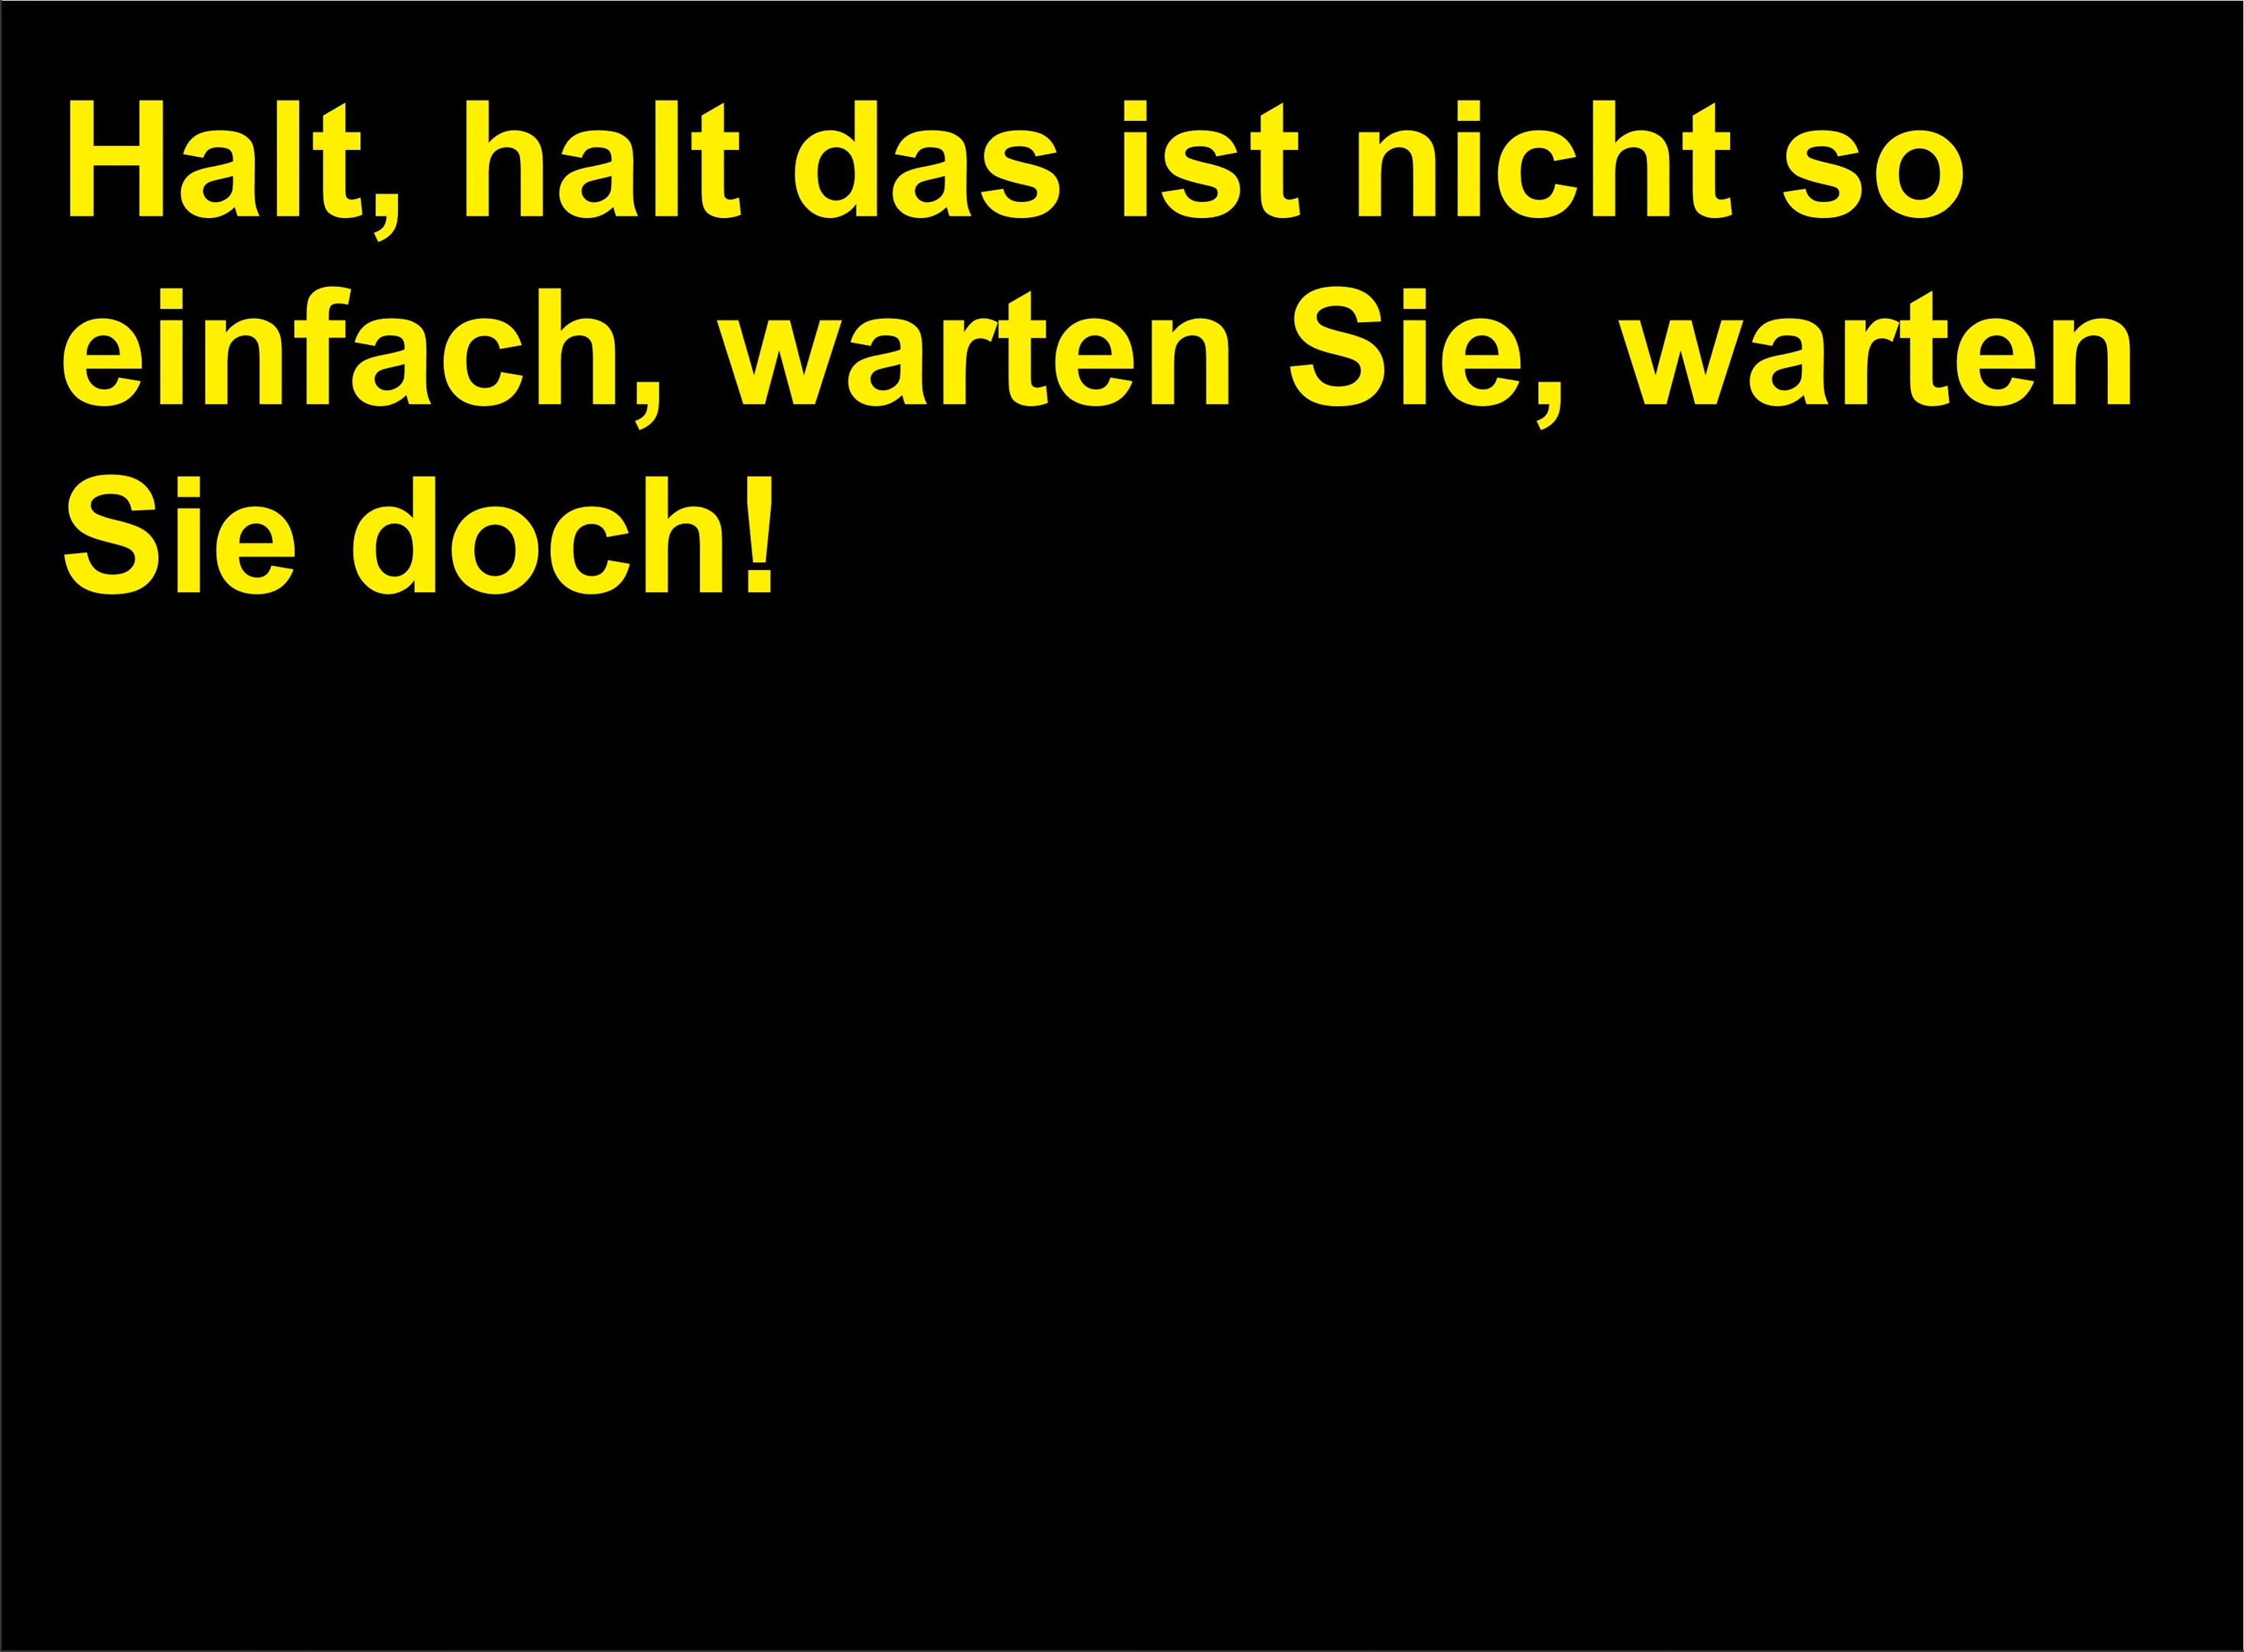 Halt, halt das ist nicht so
einfach, warten Sie, warten
Sie doch!